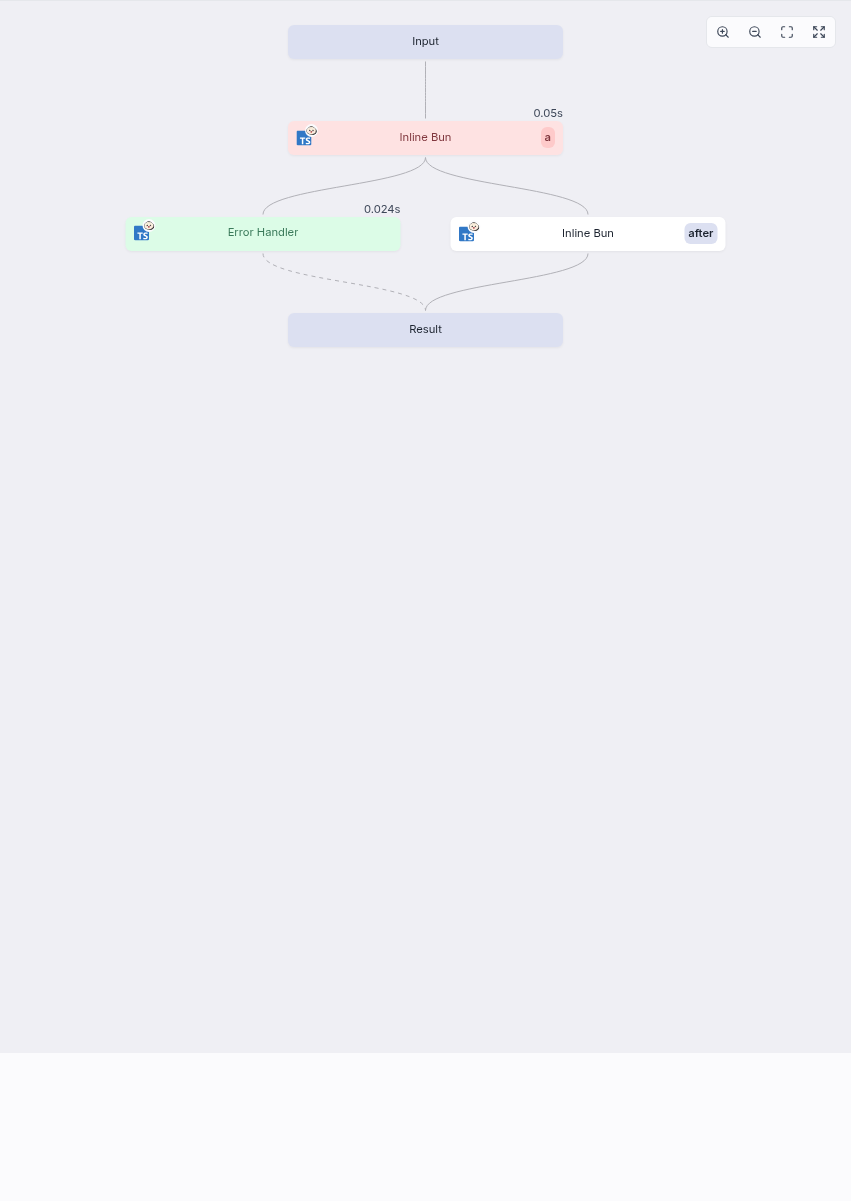 Input
0.05s
TS
Inline Bun
a
0.024s
TS
Error Handler
TS
Inline Bun
after
Result